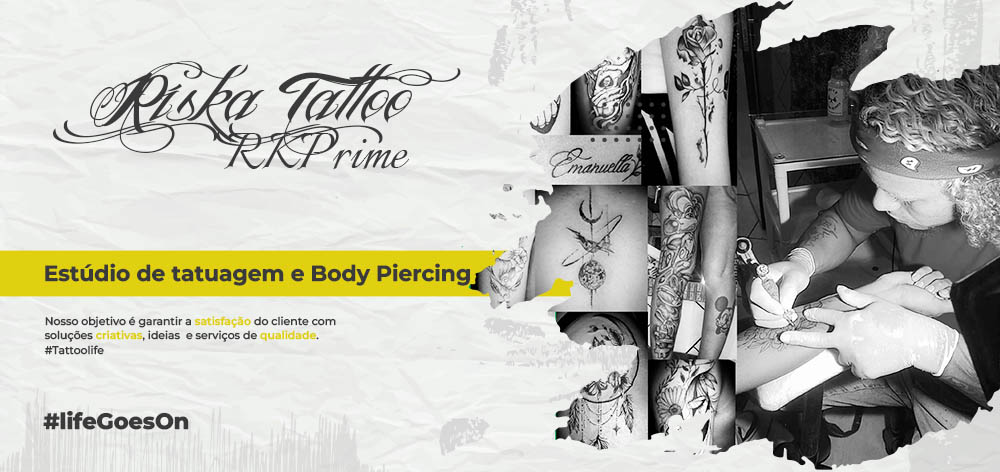 Riska Tattoo
RKPrime
Emanuella
Estúdio de tatuagem e Body Piercing
Nosso objetivo é garantir a satisfação do cliente com
soluções criativas, ideias e serviços de qualidade.
#Tattoolife
#lifeGoesOn